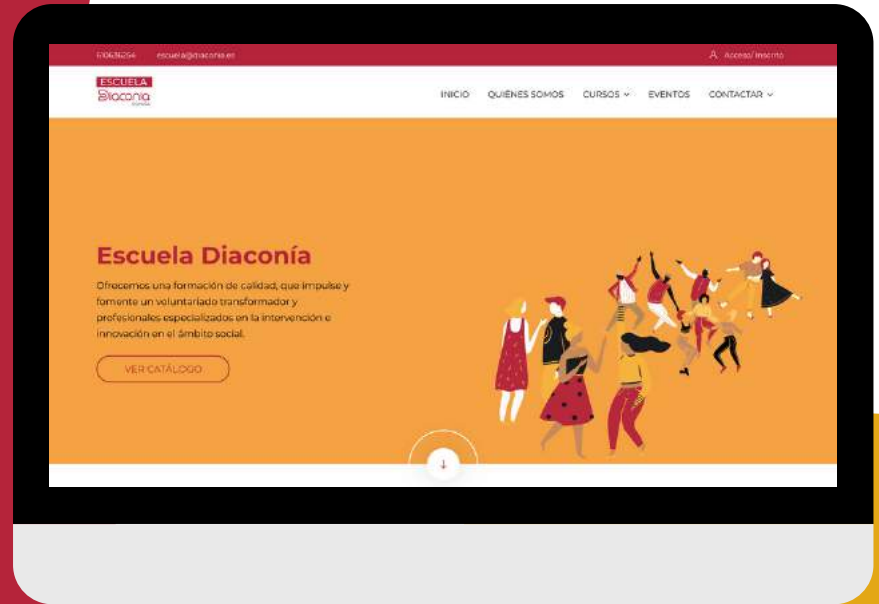 610636254 escuela@diaconia.es Acceso/ Inscrito
ESCUELA
Diaconía
INICIO QUIÉNES SOMOS CURSOS EVENTOS CONTACTAR
Escuela Diaconía
Ofrecemos una formación de calidad, que impulse y
fomente un voluntariado transformador y
profesionales especializados en la intervención e
innovación en el ámbito social.
VER CATÁLOGO